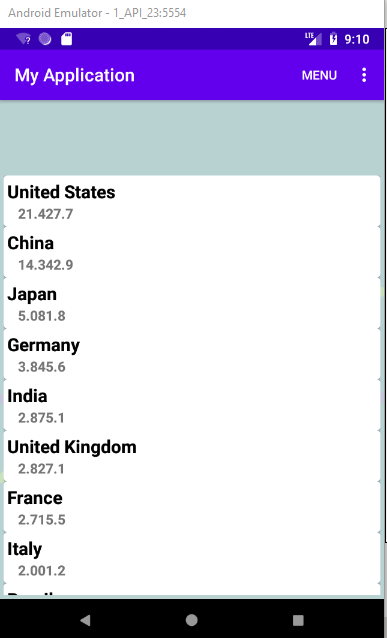 Android Emulator - 1_API_23:5554
LTE 9:10
My Application MENU
United States
21.427.7
China
14.342.9
Japan
5.081.8
Germany
3.845.6
India
2.875.1
United Kingdom
2.827.1
France
2.715.5
Italy
2.001.2